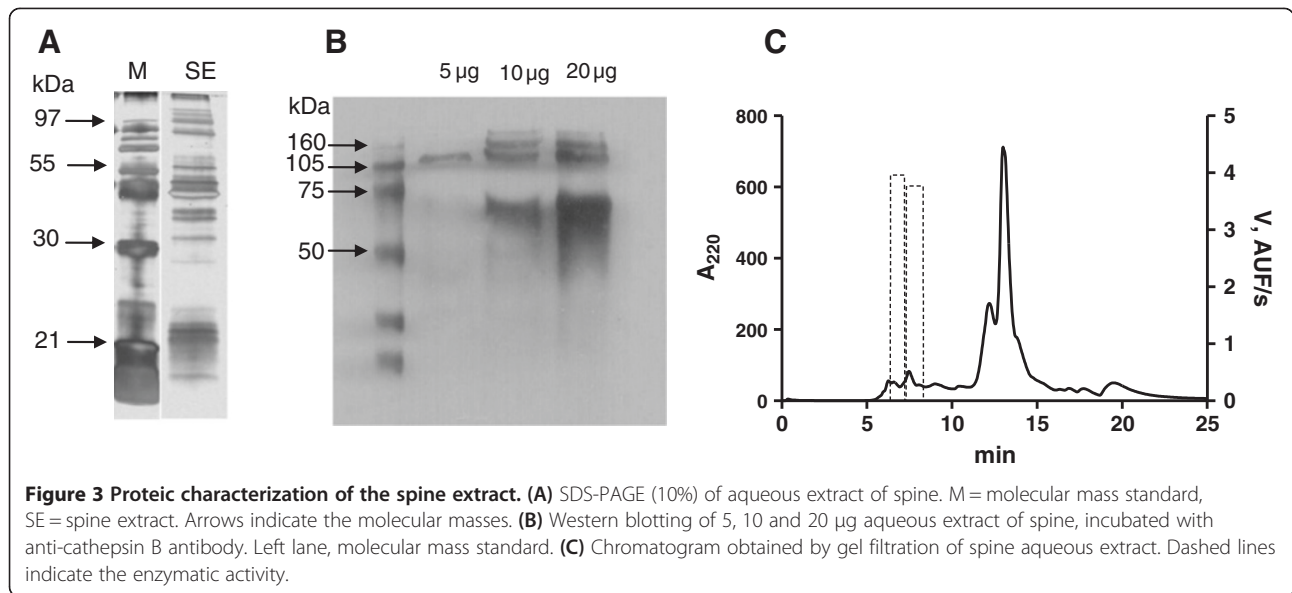 A
B
C
M SE
kDa
97
55
30
21
5 µg 10 µg 20 µg
kDa
160
105
75
50
800
600
400
200
0
A220
5
4
3
2
1
0
V, AUF/s
0 5 10 15 20 25
min
Figure 3 Proteic characterization of the spine extract. (A) SDS-PAGE (10%) of aqueous extract of spine. M = molecular mass standard,
SE = spine extract. Arrows indicate the molecular masses. (B) Western blotting of 5, 10 and 20 µg aqueous extract of spine, incubated with
anti-cathepsin B antibody. Left lane, molecular mass standard. (C) Chromatogram obtained by gel filtration of spine aqueous extract. Dashed lines
indicate the enzymatic activity.